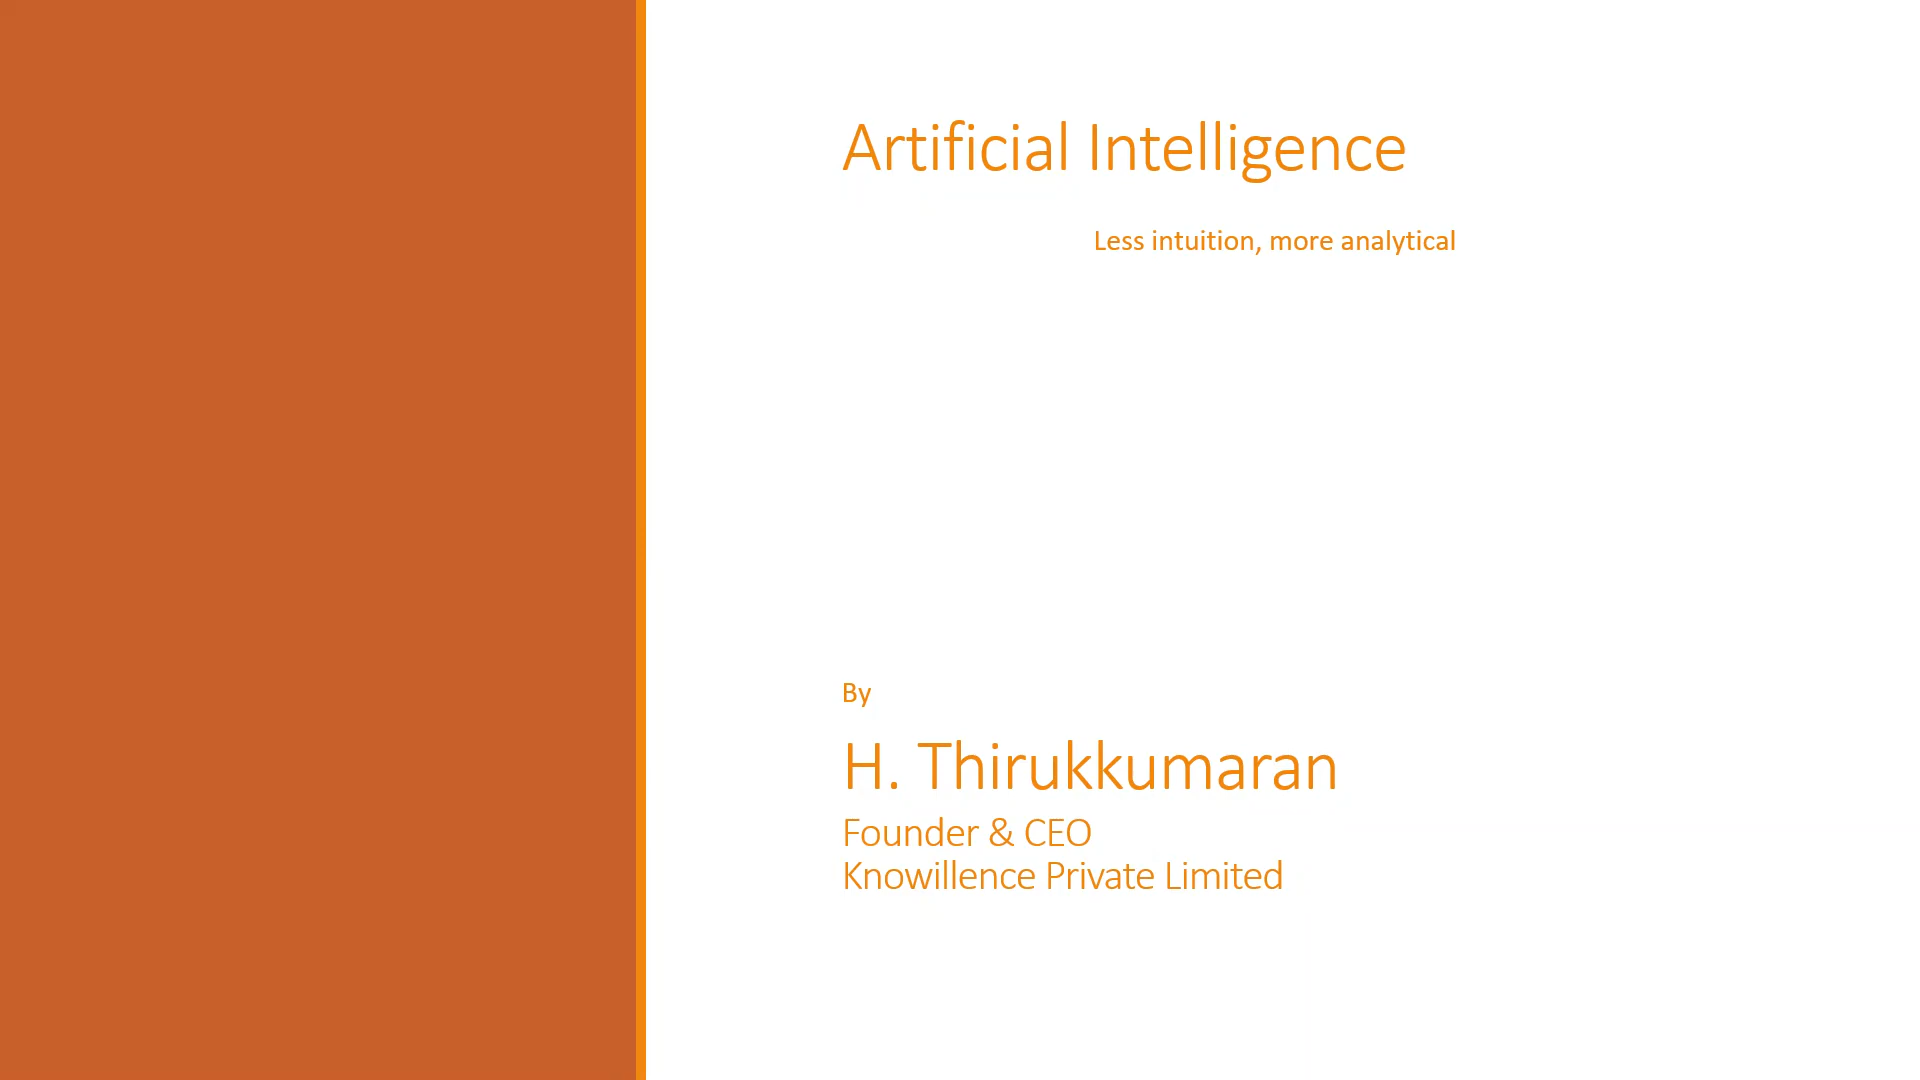 Artificial Intelligence
Less intuition, more analytical
By
H. Thirukkumaran
Founder & CEO
Knowillence Private Limited